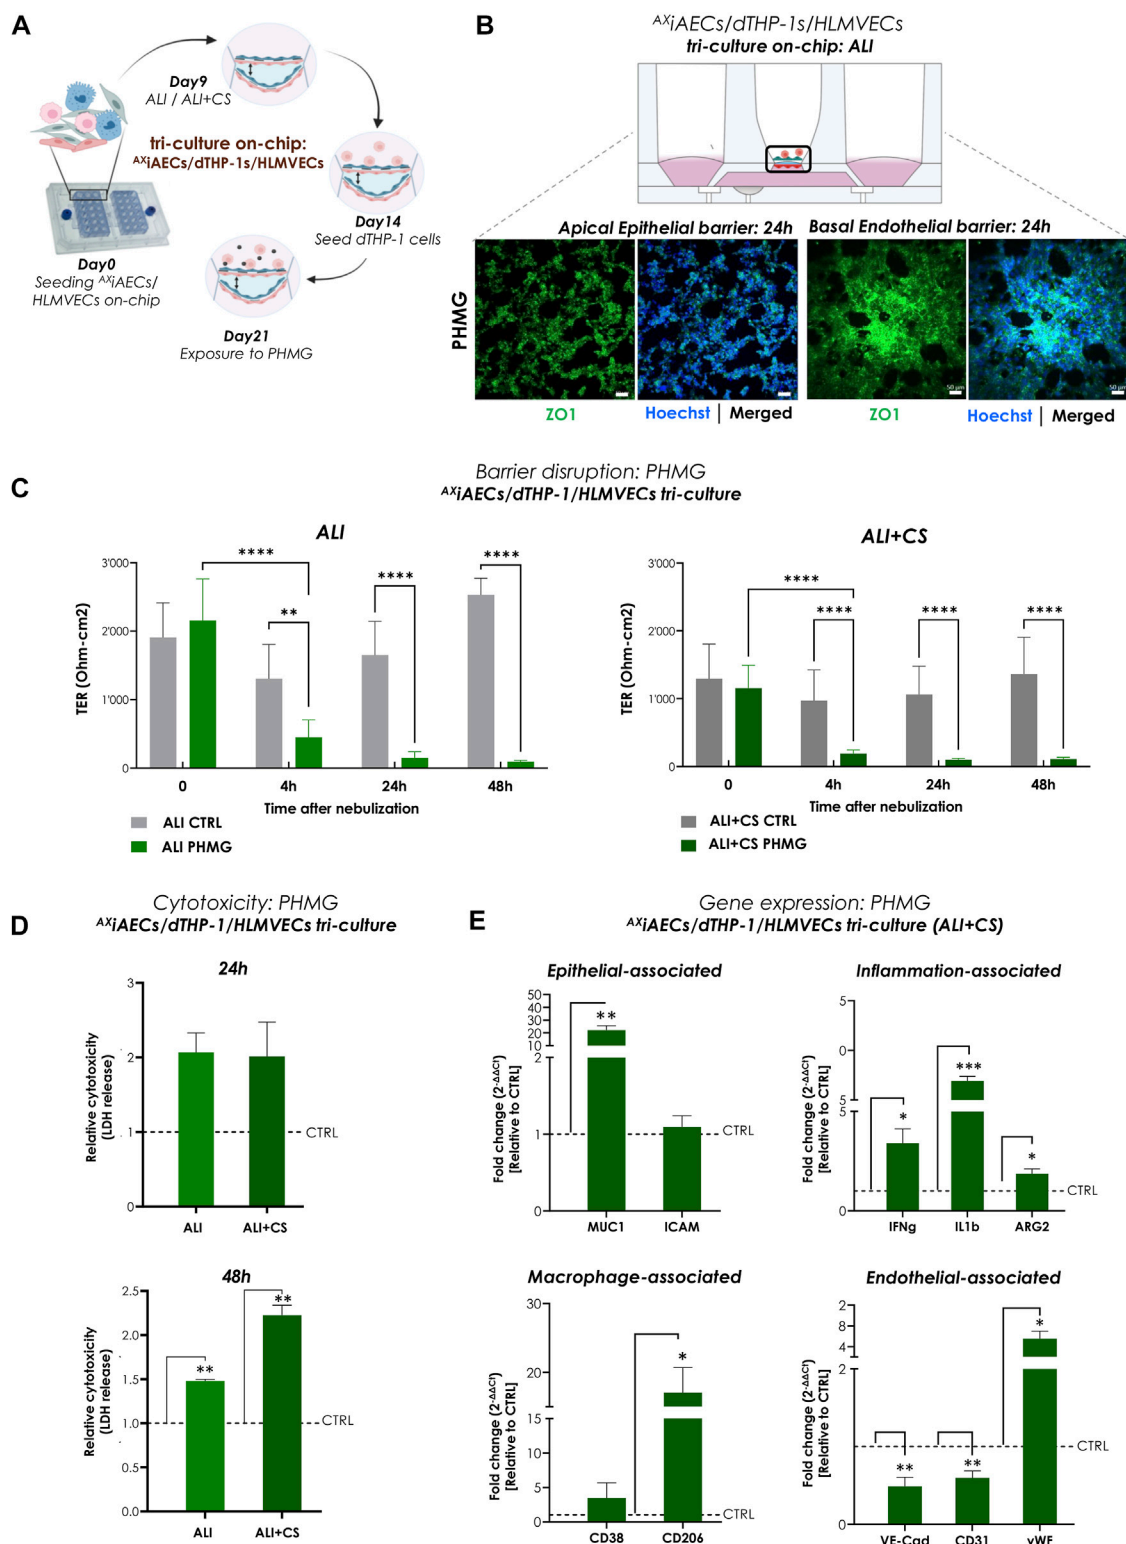 A
Day9
ALI / ALI+CS
tri-culture on-chip:
AXiAECs/dTHP-1s/HLMVECs
Day14
Seed dTHP-1 cells
Day0
Seeding AXiAECs/
HLMVECs on-chip
Day21
Exposure to PHMG
B
AXiAECs/dTHP-1s/HLMVECs
tri-culture on-chip: ALI
Apical Epithelial barrier: 24h
Basal Endothelial barrier: 24h
PHMG
50 µm
50 µm
ZO1
Hoechst | Merged
ZO1
Hoechst | Merged
C
Barrier disruption: PHMG
AXiAECs/dTHP-1/HLMVECs tri-culture
ALI
TER (Ohm-cm2)
3'000
2'000
1'000
0
****
**
****
****
0 4h 24h 48h
Time after nebulization
ALI CTRL
ALI PHMG
ALI+CS
TER (Ohm-cm2)
3'000
2'000
1'000
0
****
****
****
****
0 4h 24h 48h
Time after nebulization
ALI+CS CTRL
ALI+CS PHMG
D
Cytotoxicity: PHMG
AXiAECs/dTHP-1/HLMVECs tri-culture
24h
Relative cytotoxicity
(LDH release)
3
2
1
0
CTRL
ALI ALI+CS
48h
Relative cytotoxicity
(LDH release)
2.5
2.0
1.5
1.0
0.5
0.0
**
**
CTRL
ALI ALI+CS
E
Gene expression: PHMG
AXiAECs/dTHP-1/HLMVECs tri-culture (ALI+CS)
Epithelial-associated
Fold change (2-ΔΔCt)
[Relative to CTRL]
50
40
30
20
10
2
1
0
**
CTRL
MUC1 ICAM
Inflammation-associated
Fold change (2-ΔΔCt)
[Relative to CTRL]
5
0
5
5
0
*
***
*
CTRL
IFNg IL1b ARG2
Macrophage-associated
Fold change (2-ΔΔCt)
[Relative to CTRL]
30
20
15
10
5
0
*
CTRL
CD38 CD206
Endothelial-associated
Fold change (2-ΔΔCt)
[Relative to CTRL]
2
8
4
2
0
**
**
*
CTRL
VE-Cad CD31 vWF